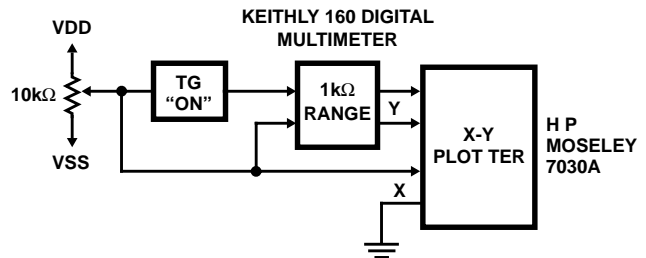 KEITHLY 160 DIGITAL
MULTIMETER
VDD
10kΩ
VSS
TG
“ON”
1kΩ
RANGE
Y
X
X-Y
PLOT TER
H P
MOSELEY
7030A